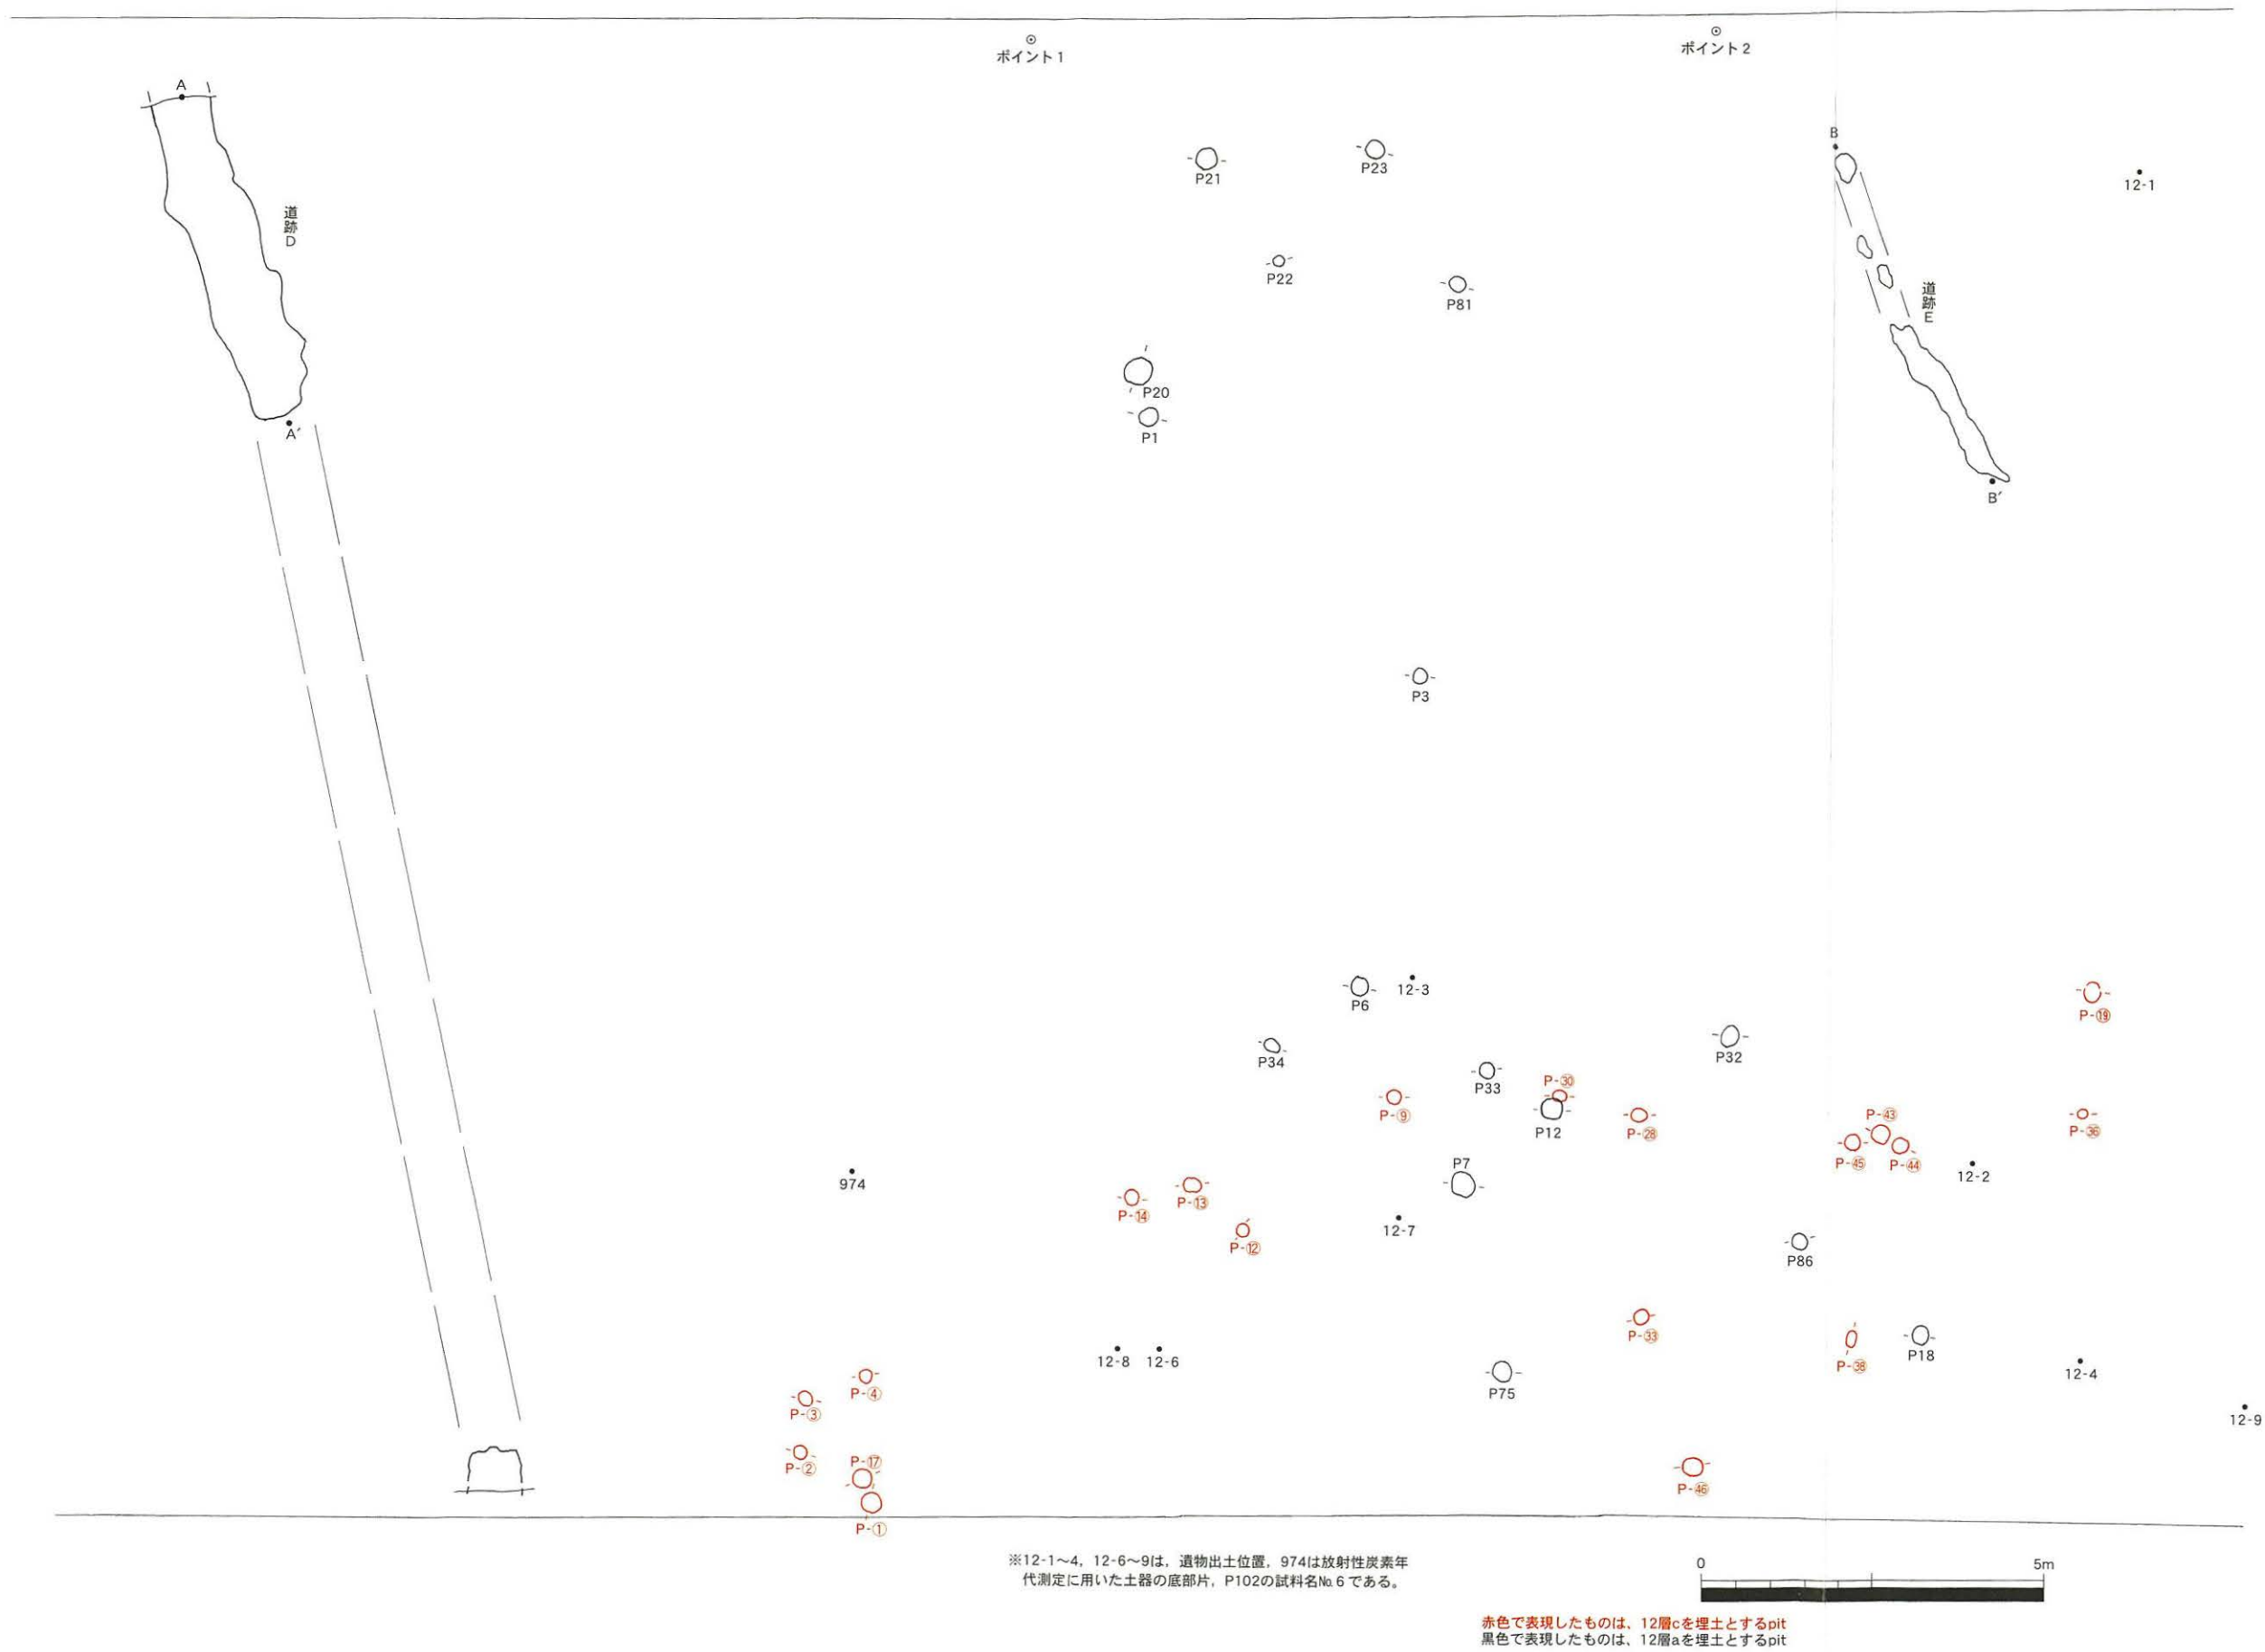 ポイント1
ポイント2
A
B
P21
P23
12-1
道跡D
P22
P81
道跡E
P20
P1
A′
B′
P3
P6
12-3
P-⑲
P34
P32
P33
P-㉚
P-⑨
P12
P-㉘
P-㊸
P-㊱
P-㊺
P-㊹
12-2
P7
974
P-⑭
P-⑬
12-7
P-⑫
P86
P-㉝
12-8
12-6
P-㊳
P18
12-4
P-④
P-③
P75
12-9
P-②
P-⑰
P-㊻
P-①
※12-1〜4, 12-6〜9は, 遺物出土位置, 974は放射性炭素年
代測定に用いた土器の底部片, P102の試料名№6である。
0
5m
赤色で表現したものは、12層cを埋土とするpit
黒色で表現したものは、12層aを埋土とするpit